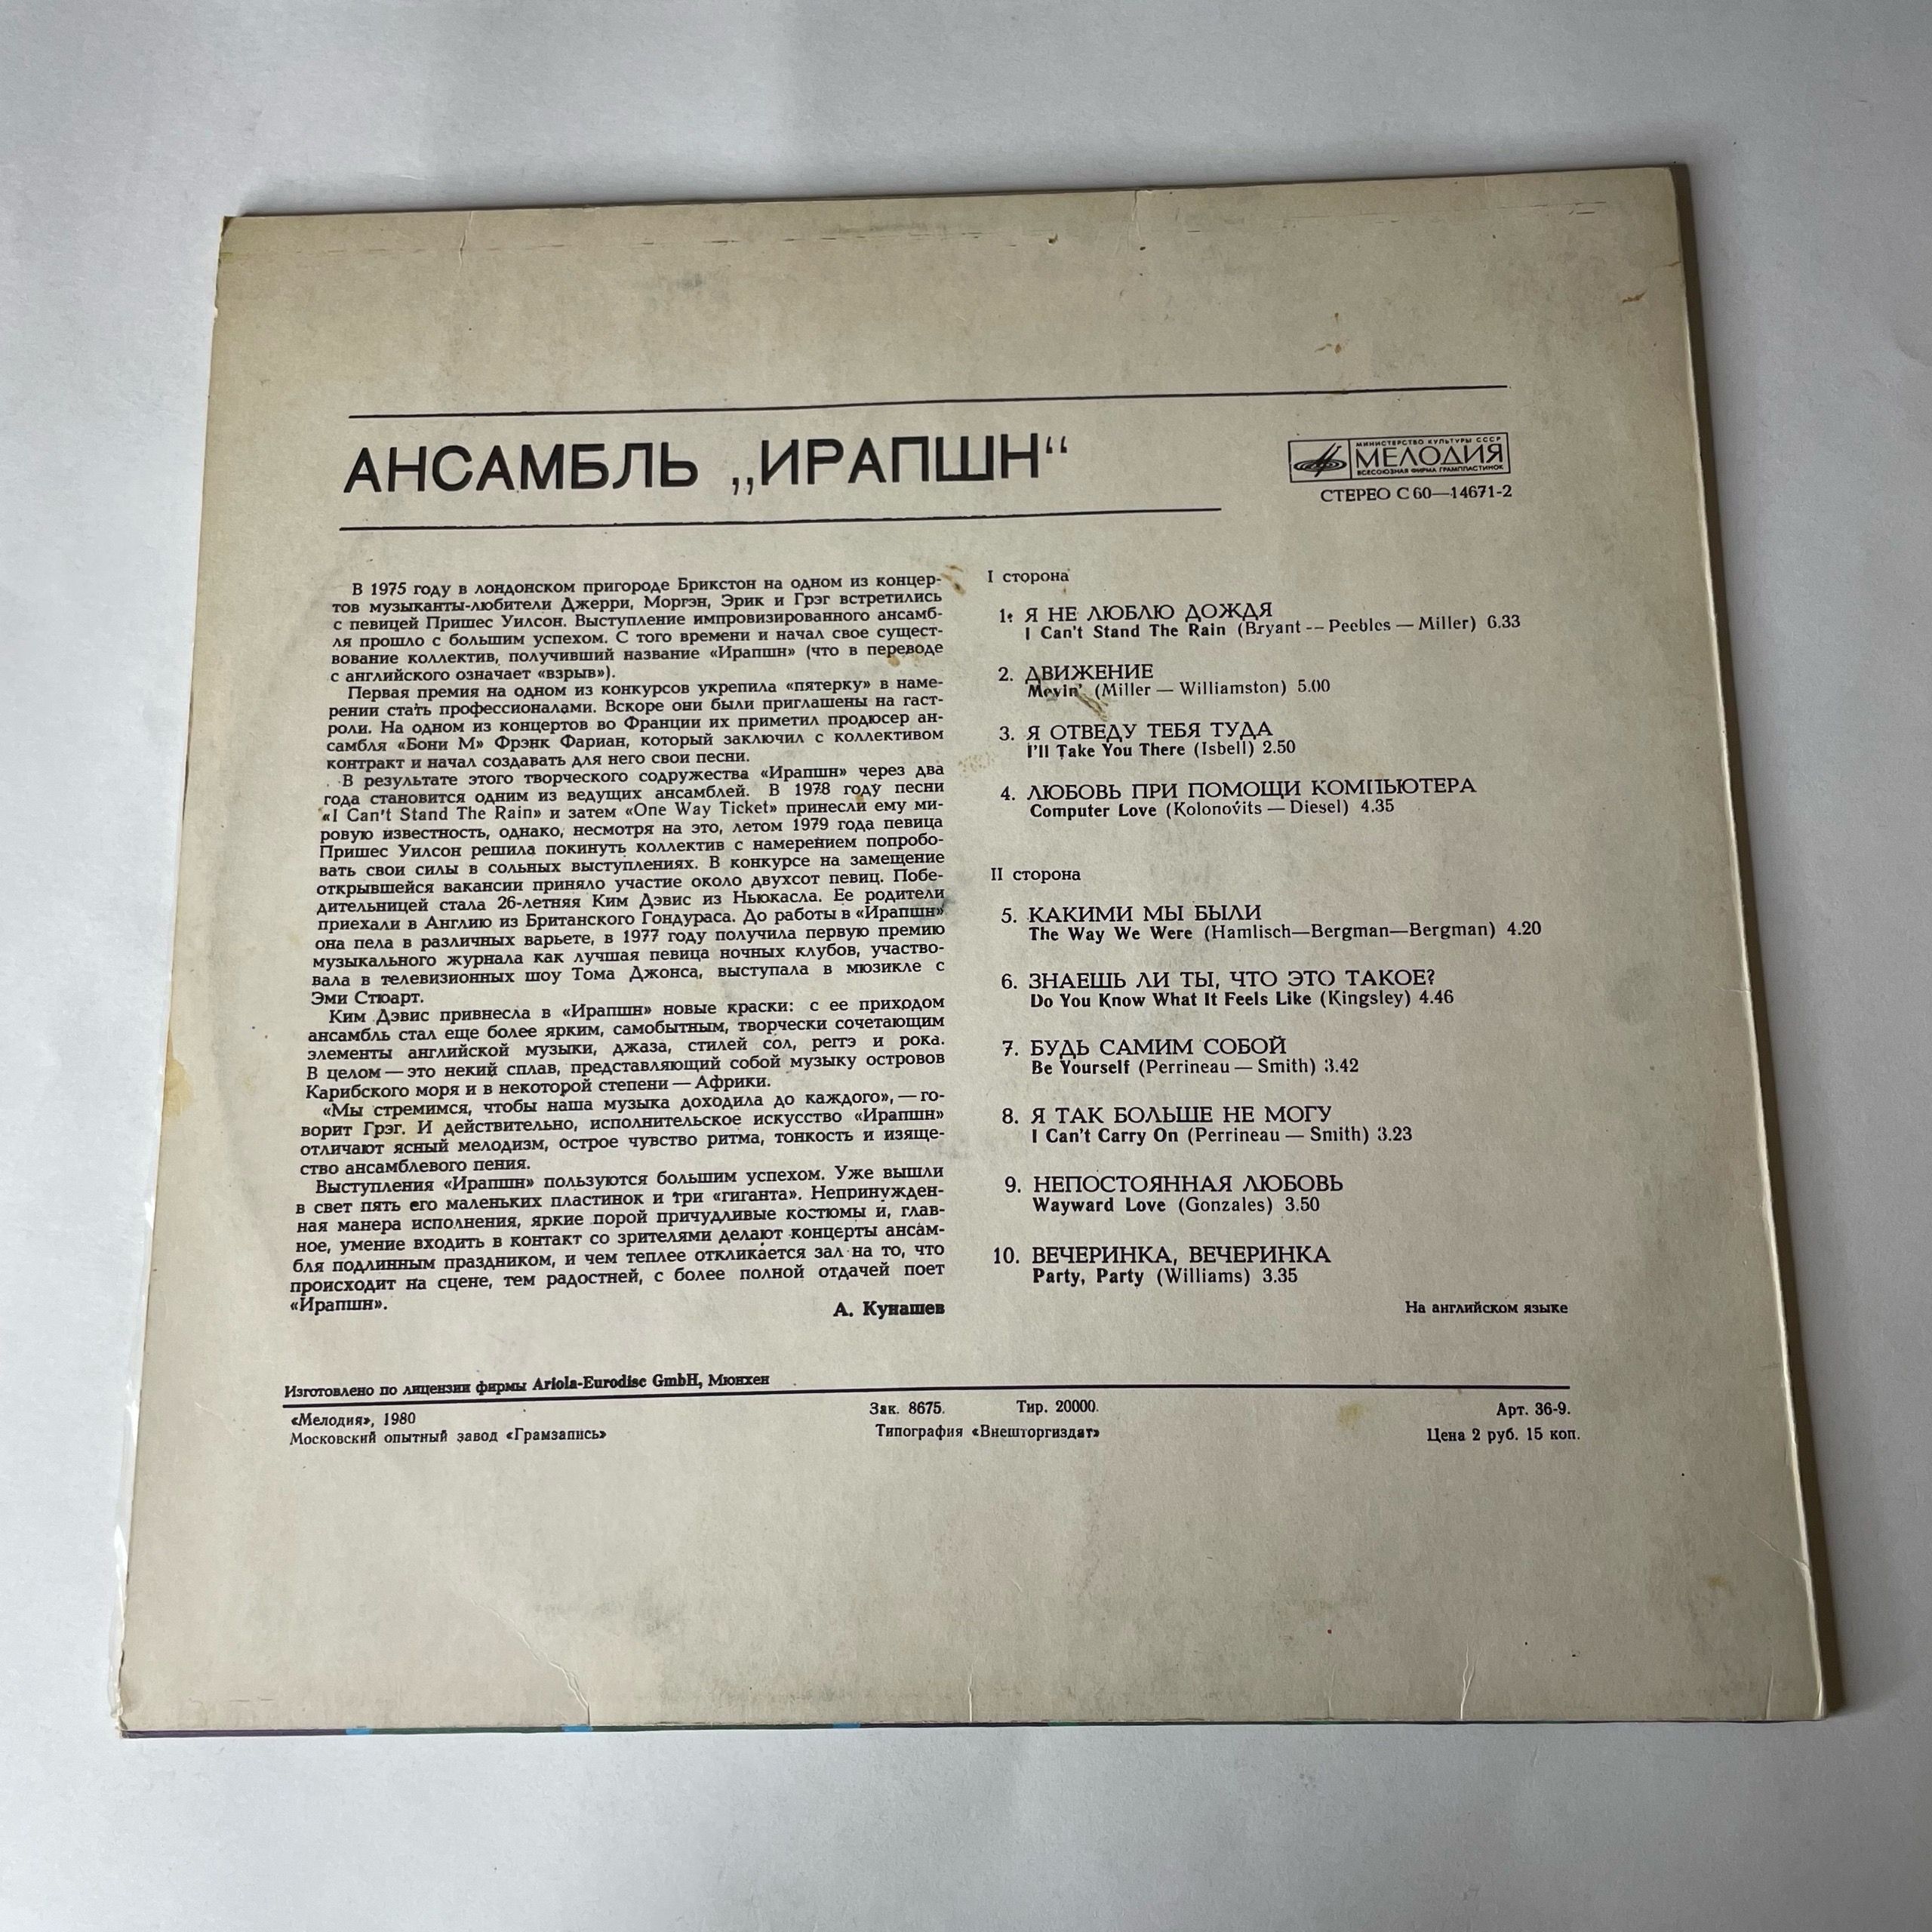 АНСАМБЛЬ „ИРАПШН“
МИНИСТЕРСТВО КУЛЬТУРЫ СССР
МЕЛОДИЯ
ВСЕСОЮЗНАЯ ФИРМА ГРАМПЛАСТИНОК
СТЕРЕО С 60—14671-2
В 1975 году в лондонском пригороде Брикстон на одном из концер-
тов музыканты-любители Джерри, Моргэн, Эрик и Грэг встретились
с певицей Пришес Уилсон. Выступление импровизированного ансамб-
ля прошло с большим успехом. С того времени и начал свое сущест-
вование коллектив, получивший название «Ирапшн» (что в переводе
с английского означает «взрыв»).
Первая премия на одном из конкурсов укрепила «пятерку» в наме-
рении стать профессионалами. Вскоре они были приглашены на гаст-
роли. На одном из концертов во Франции их приметил продюсер ан-
самбля «Бони М» Фрэнк Фариан, который заключил с коллективом
контракт и начал создавать для него свои песни.
В результате этого творческого содружества «Ирапшн» через два
года становится одним из ведущих ансамблей. В 1978 году песни
«I Can't Stand The Rain» и затем «One Way Ticket» принесли ему ми-
ровую известность, однако, несмотря на это, летом 1979 года певица
Пришес Уилсон решила покинуть коллектив с намерением попробо-
вать свои силы в сольных выступлениях. В конкурсе на замещение
открывшейся вакансии приняло участие около двухсот певиц. Побе-
дительницей стала 26-летняя Ким Дэвис из Ньюкасла. Ее родители
приехали в Англию из Британского Гондураса. До работы в «Ирапшн»
она пела в различных варьете, в 1977 году получила первую премию
музыкального журнала как лучшая певица ночных клубов, участво-
вала в телевизионных шоу Тома Джонса, выступала в мюзикле с
Эми Стюарт.
Ким Дэвис привнесла в «Ирапшн» новые краски: с ее приходом
ансамбль стал еще более ярким, самобытным, творчески сочетающим
элементы английской музыки, джаза, стилей сол, реггэ и рока.
В целом — это некий сплав, представляющий собой музыку островов
Карибского моря и в некоторой степени — Африки.
«Мы стремимся, чтобы наша музыка доходила до каждого», — го-
ворит Грэг. И действительно, исполнительское искусство «Ирапшн»
отличают ясный мелодизм, острое чувство ритма, тонкость и изяще-
ство ансамблевого пения.
Выступления «Ирапшн» пользуются большим успехом. Уже вышли
в свет пять его маленьких пластинок и три «гиганта». Непринужден-
ная манера исполнения, яркие порой причудливые костюмы и, глав-
ное, умение входить в контакт со зрителями делают концерты ансам-
бля подлинным праздником, и чем теплее откликается зал на то, что
происходит на сцене, тем радостней, с более полной отдачей поет
«Ирапшн».
А. Кунашев
I сторона
1. Я НЕ ЛЮБЛЮ ДОЖДЯ
I Can't Stand The Rain (Bryant -- Peebles — Miller) 6.33
2. ДВИЖЕНИЕ
Movin' (Miller — Williamston) 5.00
3. Я ОТВЕДУ ТЕБЯ ТУДА
I'll Take You There (Isbell) 2.50
4. ЛЮБОВЬ ПРИ ПОМОЩИ КОМПЬЮТЕРА
Computer Love (Kolonovits — Diesel) 4.35
II сторона
5. КАКИМИ МЫ БЫЛИ
The Way We Were (Hamlisch—Bergman—Bergman) 4.20
6. ЗНАЕШЬ ЛИ ТЫ, ЧТО ЭТО ТАКОЕ?
Do You Know What It Feels Like (Kingsley) 4.46
7. БУДЬ САМИМ СОБОЙ
Be Yourself (Perrineau — Smith) 3.42
8. Я ТАК БОЛЬШЕ НЕ МОГУ
I Can't Carry On (Perrineau — Smith) 3.23
9. НЕПОСТОЯННАЯ ЛЮБОВЬ
Wayward Love (Gonzales) 3.50
10. ВЕЧЕРИНКА, ВЕЧЕРИНКА
Party, Party (Williams) 3.35
На английском языке
Изготовлено по лицензии фирмы Ariola-Eurodisc GmbH, Мюнхен
«Мелодия», 1980
Московский опытный завод «Грамзапись»
Зак. 8675. Тир. 20000.
Типография «Внешторгиздат»
Арт. 36-9.
Цена 2 руб. 15 коп.